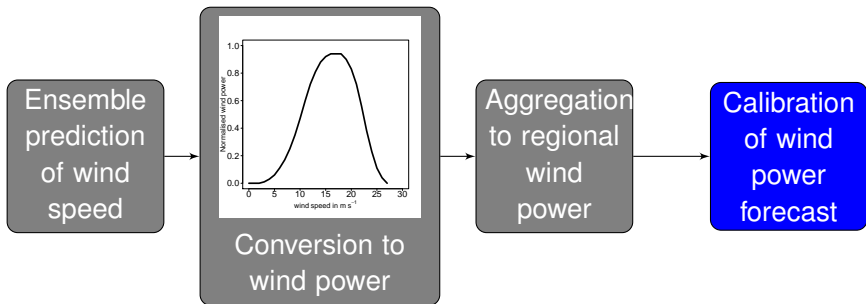 Ensemble
prediction
of wind
speed
Normalised wind power
1.0
0.8
0.6
0.4
0.2
0.0
0 5 10 15 20 25 30
wind speed in m s⁻¹
Conversion to
wind power
Aggregation
to regional
wind
power
Calibration
of wind
power
forecast